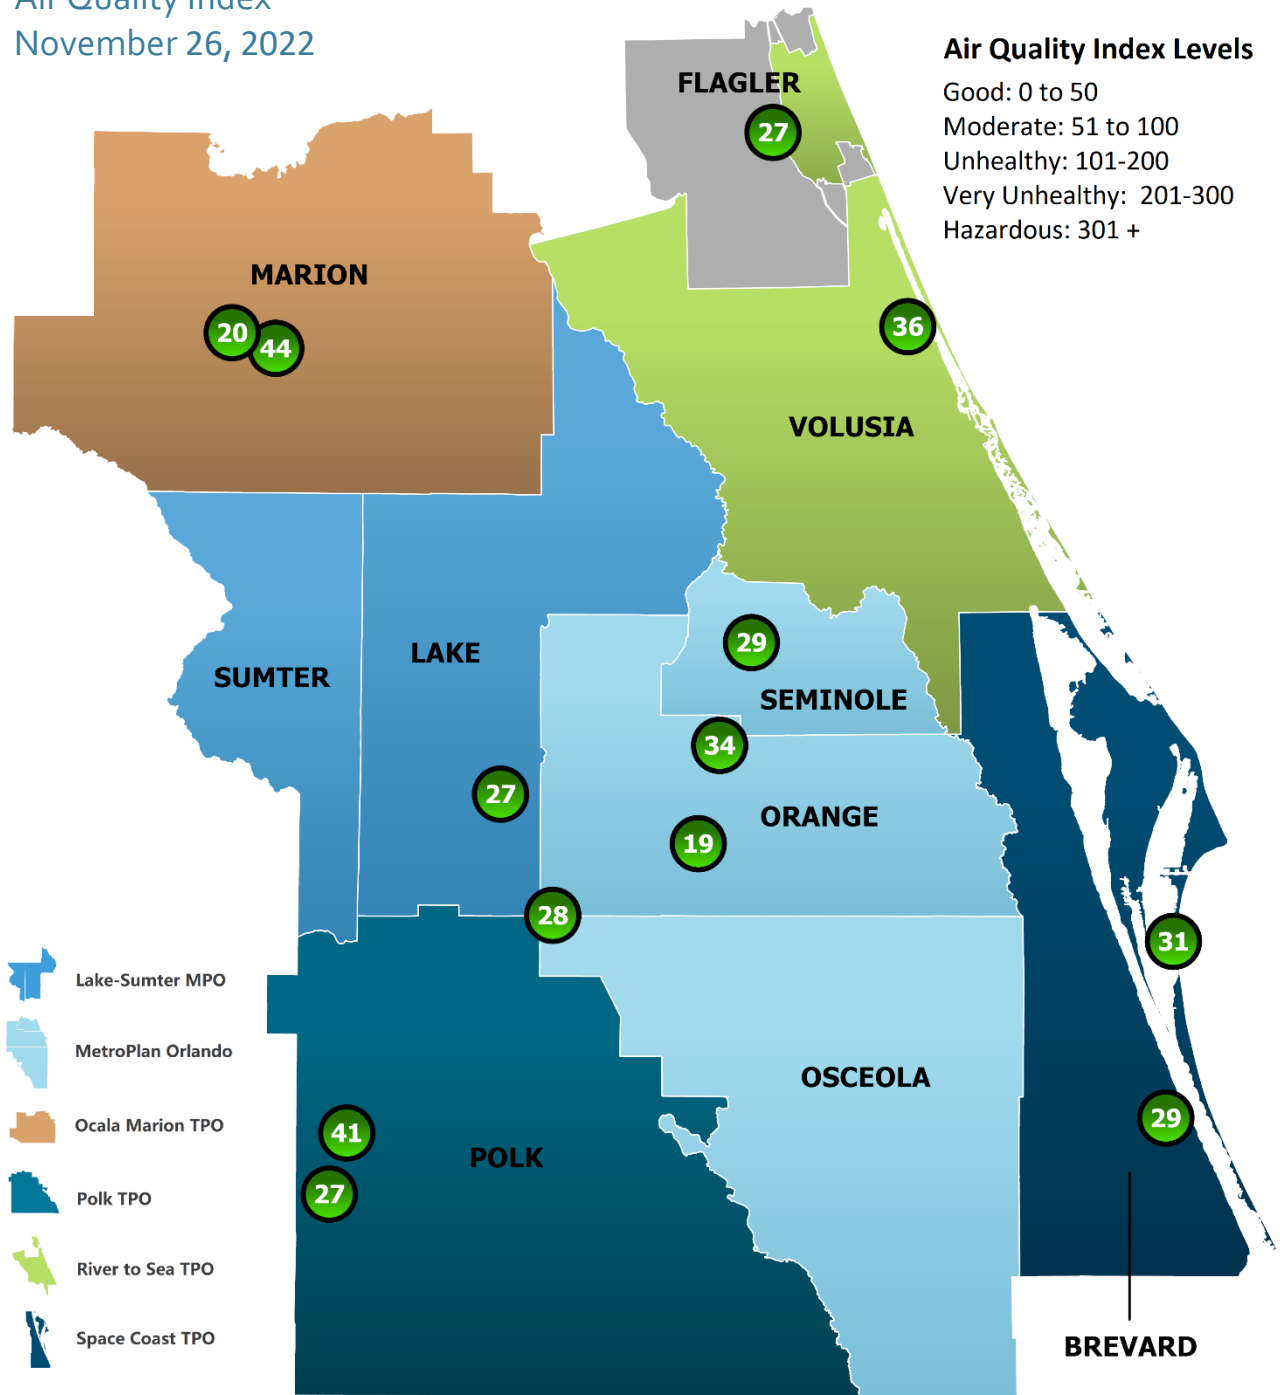 Air Quality Index
November 26, 2022
Air Quality Index Levels
Good: 0 to 50
Moderate: 51 to 100
Unhealthy: 101-200
Very Unhealthy: 201-300
Hazardous: 301 +
FLAGLER
27
MARION
20
44
36
VOLUSIA
29
LAKE
SUMTER
SEMINOLE
34
27
ORANGE
19
28
31
Lake-Sumter MPO
MetroPlan Orlando
OSCEOLA
Ocala Marion TPO
41
29
POLK
27
Polk TPO
River to Sea TPO
Space Coast TPO
BREVARD